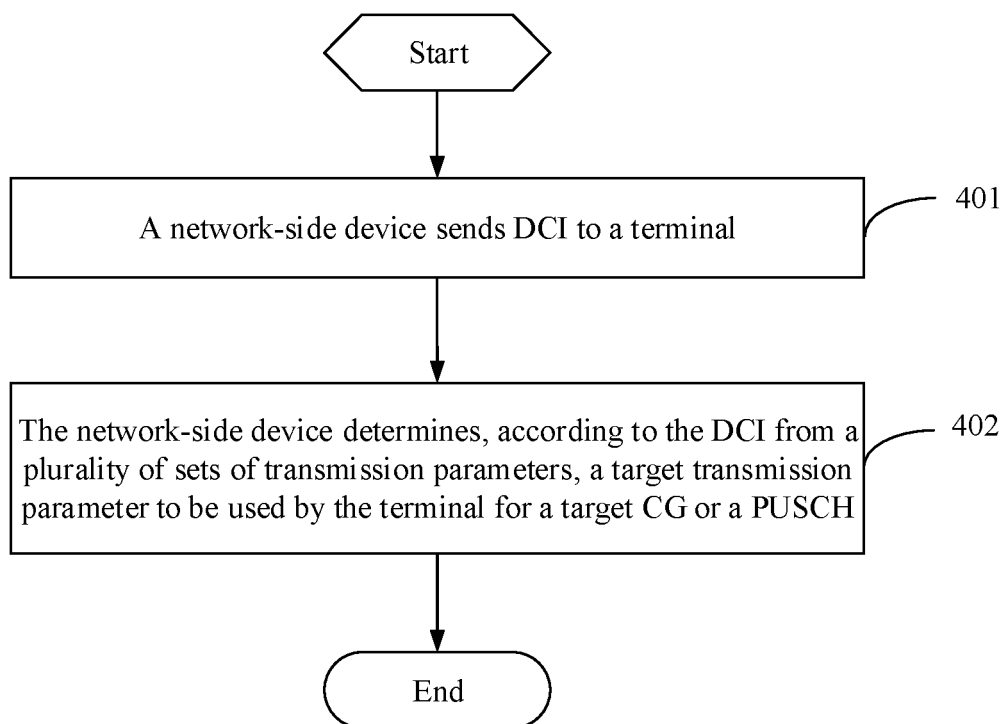 Start
A network-side device sends DCI to a terminal
401
The network-side device determines, according to the DCI from a
plurality of sets of transmission parameters, a target transmission
parameter to be used by the terminal for a target CG or a PUSCH
402
End